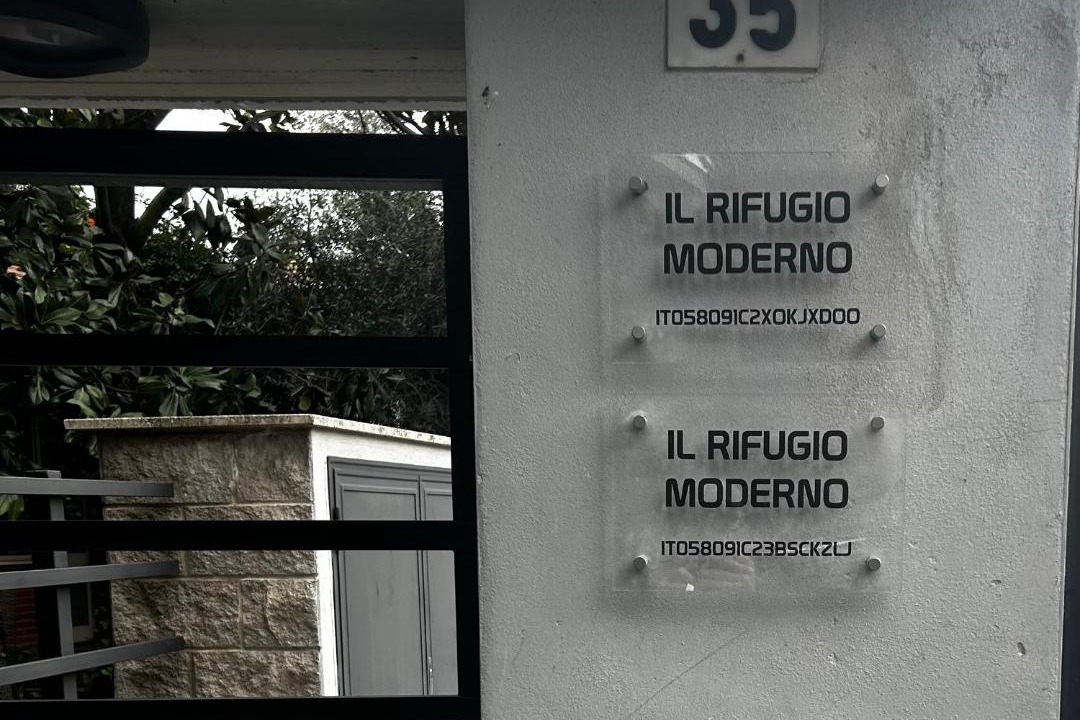 35
IL RIFUGIO
MODERNO
IT058091C2XOKJXDOO
IL RIFUGIO
MODERNO
IT058091C23BSCKZLJ